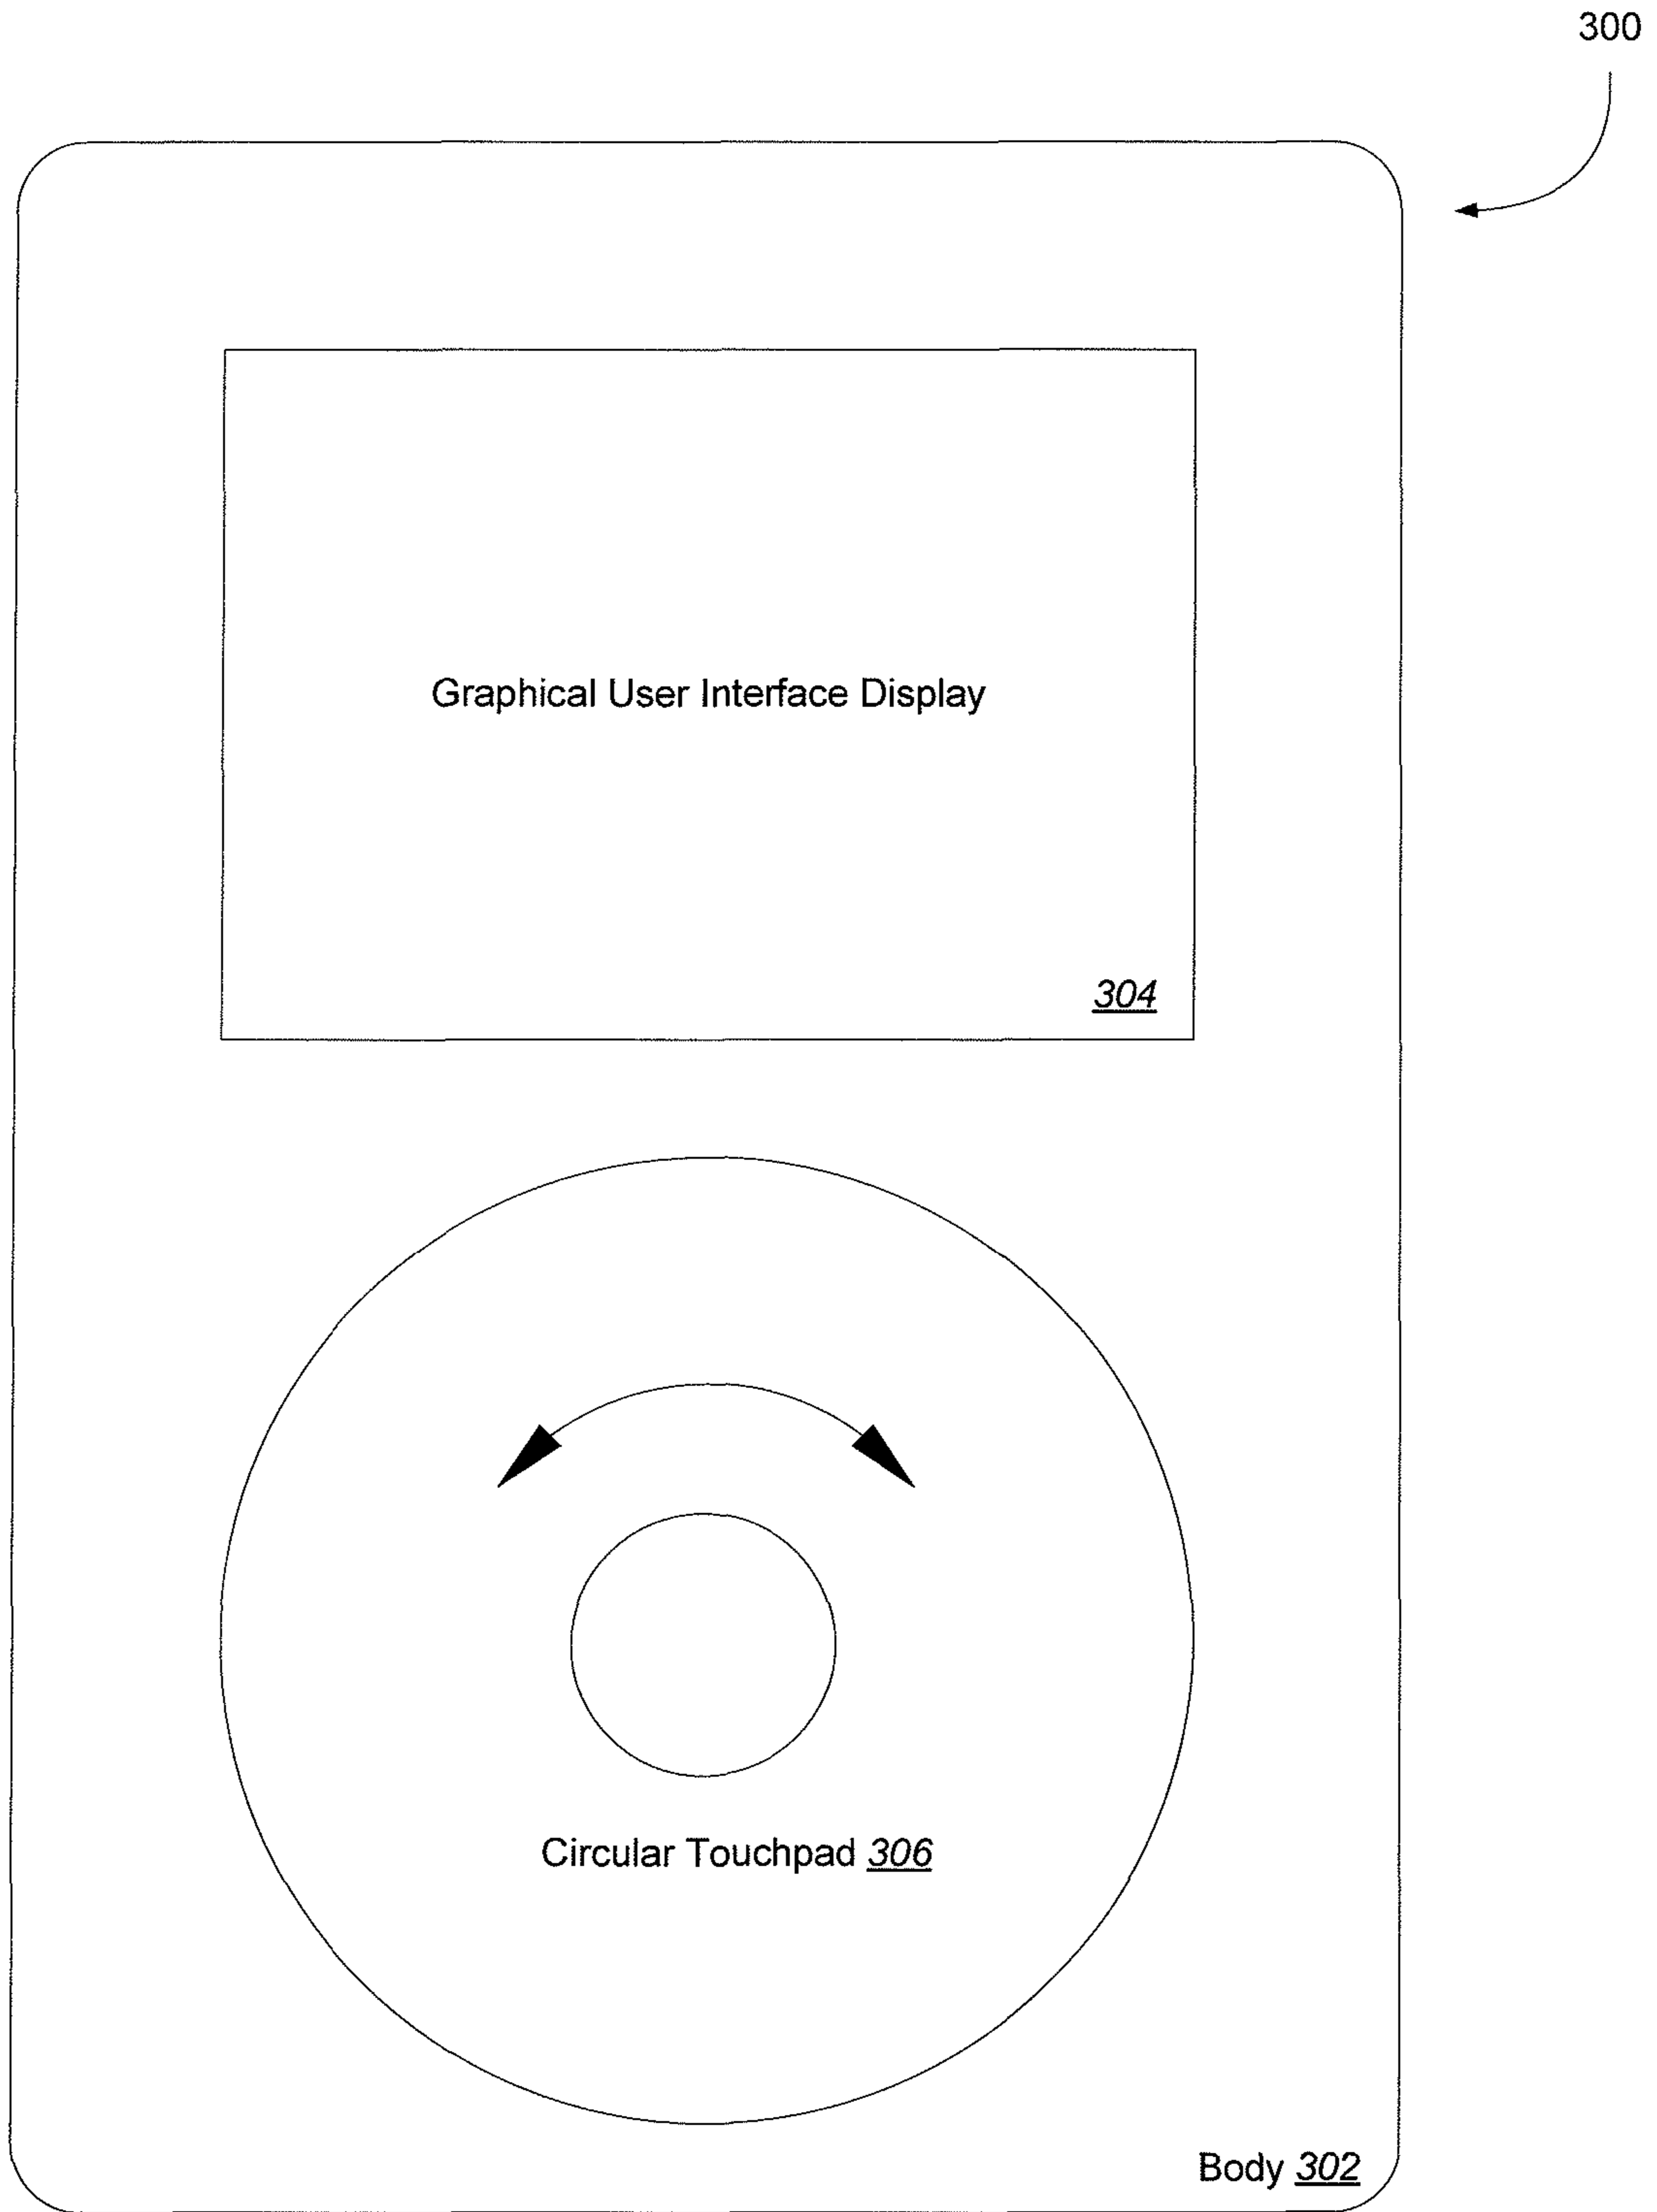 300
Graphical User Interface Display
304
Circular Touchpad 306
Body 302